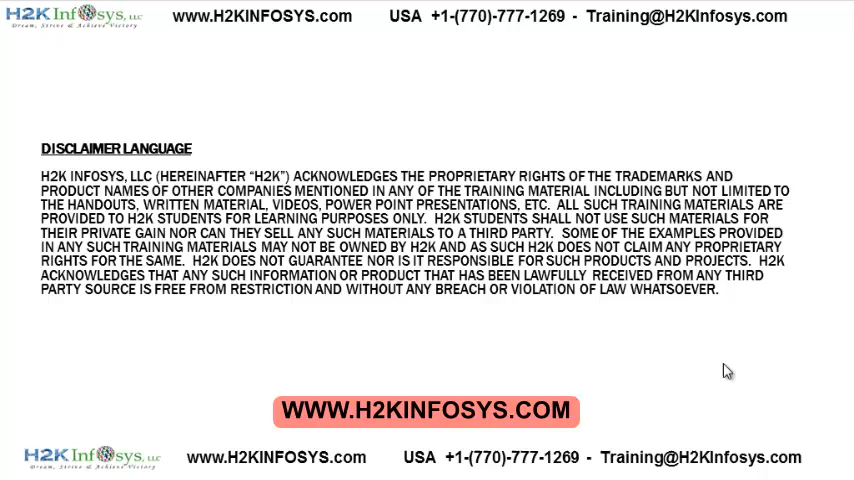 H2K Infosys, LLC www.H2KINFOSYS.com USA +1-(770)-777-1269 - Training@H2KInfosys.com
Dream, Strive & Achieve Victory
DISCLAIMER LANGUAGE
H2K INFOSYS, LLC (HEREINAFTER “H2K”) ACKNOWLEDGES THE PROPRIETARY RIGHTS OF THE TRADEMARKS AND
PRODUCT NAMES OF OTHER COMPANIES MENTIONED IN ANY OF THE TRAINING MATERIAL INCLUDING BUT NOT LIMITED TO
THE HANDOUTS, WRITTEN MATERIAL, VIDEOS, POWER POINT PRESENTATIONS, ETC. ALL SUCH TRAINING MATERIALS ARE
PROVIDED TO H2K STUDENTS FOR LEARNING PURPOSES ONLY. H2K STUDENTS SHALL NOT USE SUCH MATERIALS FOR
THEIR PRIVATE GAIN NOR CAN THEY SELL ANY SUCH MATERIALS TO A THIRD PARTY. SOME OF THE EXAMPLES PROVIDED
IN ANY SUCH TRAINING MATERIALS MAY NOT BE OWNED BY H2K AND AS SUCH H2K DOES NOT CLAIM ANY PROPRIETARY
RIGHTS FOR THE SAME. H2K DOES NOT GUARANTEE NOR IS IT RESPONSIBLE FOR SUCH PRODUCTS AND PROJECTS. H2K
ACKNOWLEDGES THAT ANY SUCH INFORMATION OR PRODUCT THAT HAS BEEN LAWFULLY RECEIVED FROM ANY THIRD
PARTY SOURCE IS FREE FROM RESTRICTION AND WITHOUT ANY BREACH OR VIOLATION OF LAW WHATSOEVER.
WWW.H2KINFOSYS.COM
H2K Infosys, LLC www.H2KINFOSYS.com USA +1-(770)-777-1269 - Training@H2KInfosys.com
Dream, Strive & Achieve Victory